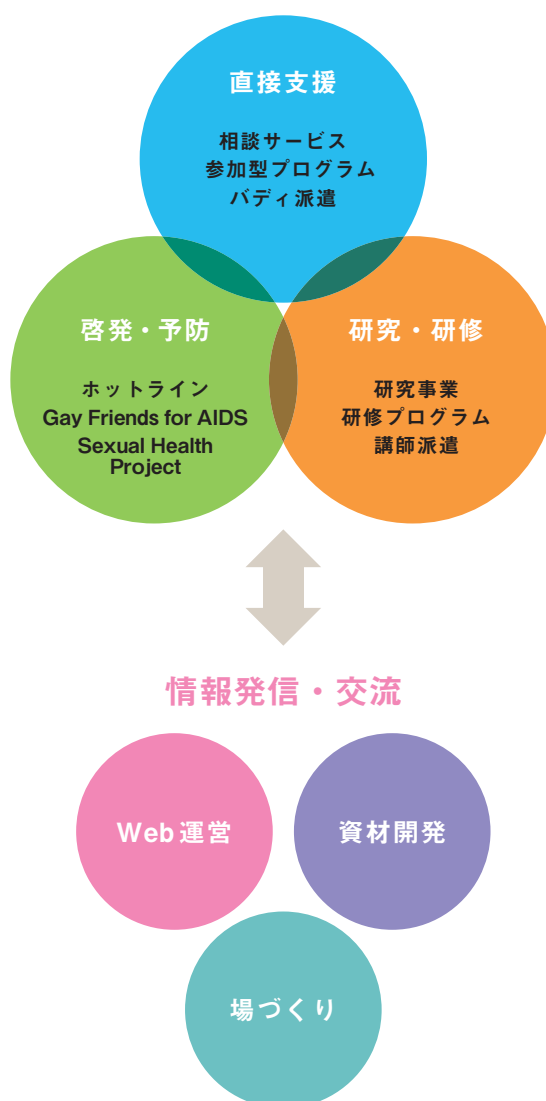 直接支援
相談サービス
参加型プログラム
バディ派遣
啓発・予防
ホットライン
Gay Friends for AIDS
Sexual Health
Project
研究・研修
研究事業
研修プログラム
講師派遣
情報発信・交流
Web運営
資材開発
場づくり